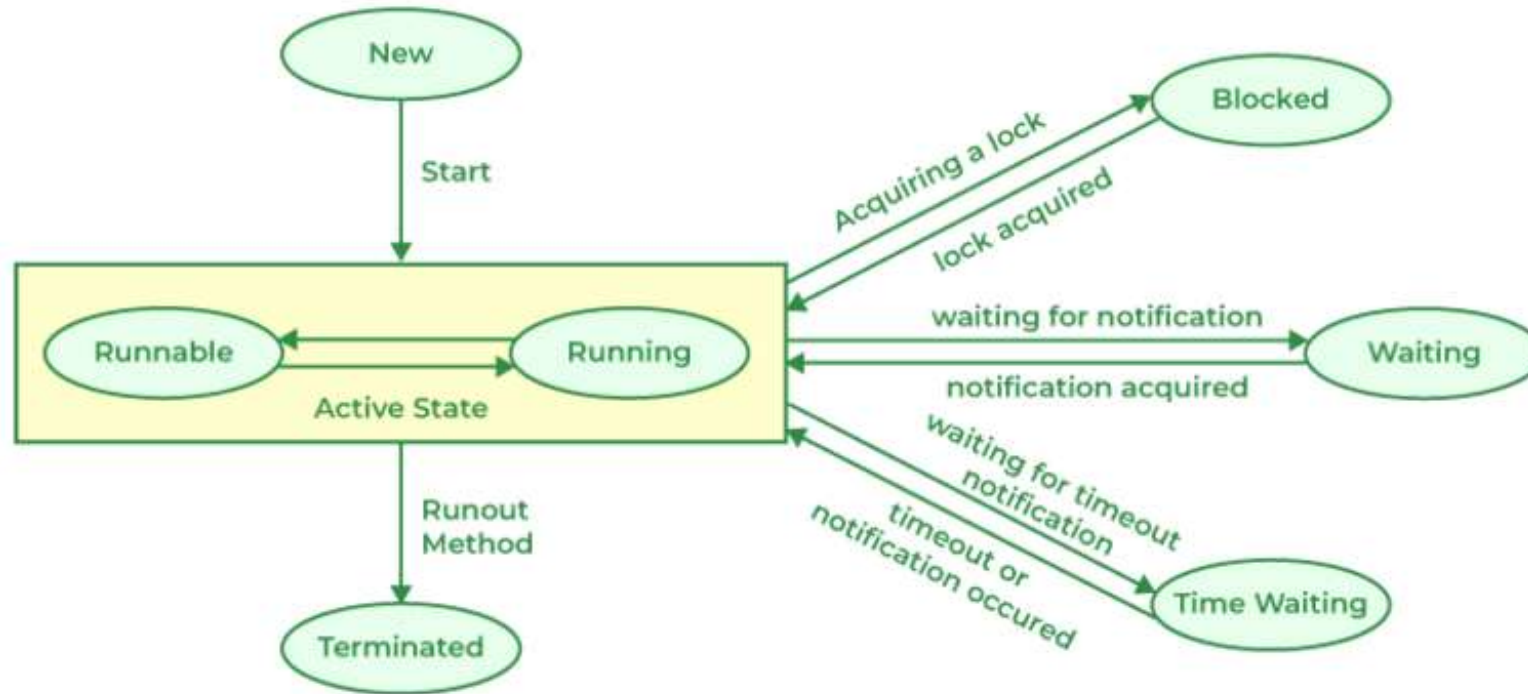 New
Blocked
Start
Acquiring a lock
lock acquired
Runnable
Running
Active State
waiting for notification
Waiting
notification acquired
waiting for timeout
notification
timeout or
notification occured
Runout
Method
Time Waiting
Terminated